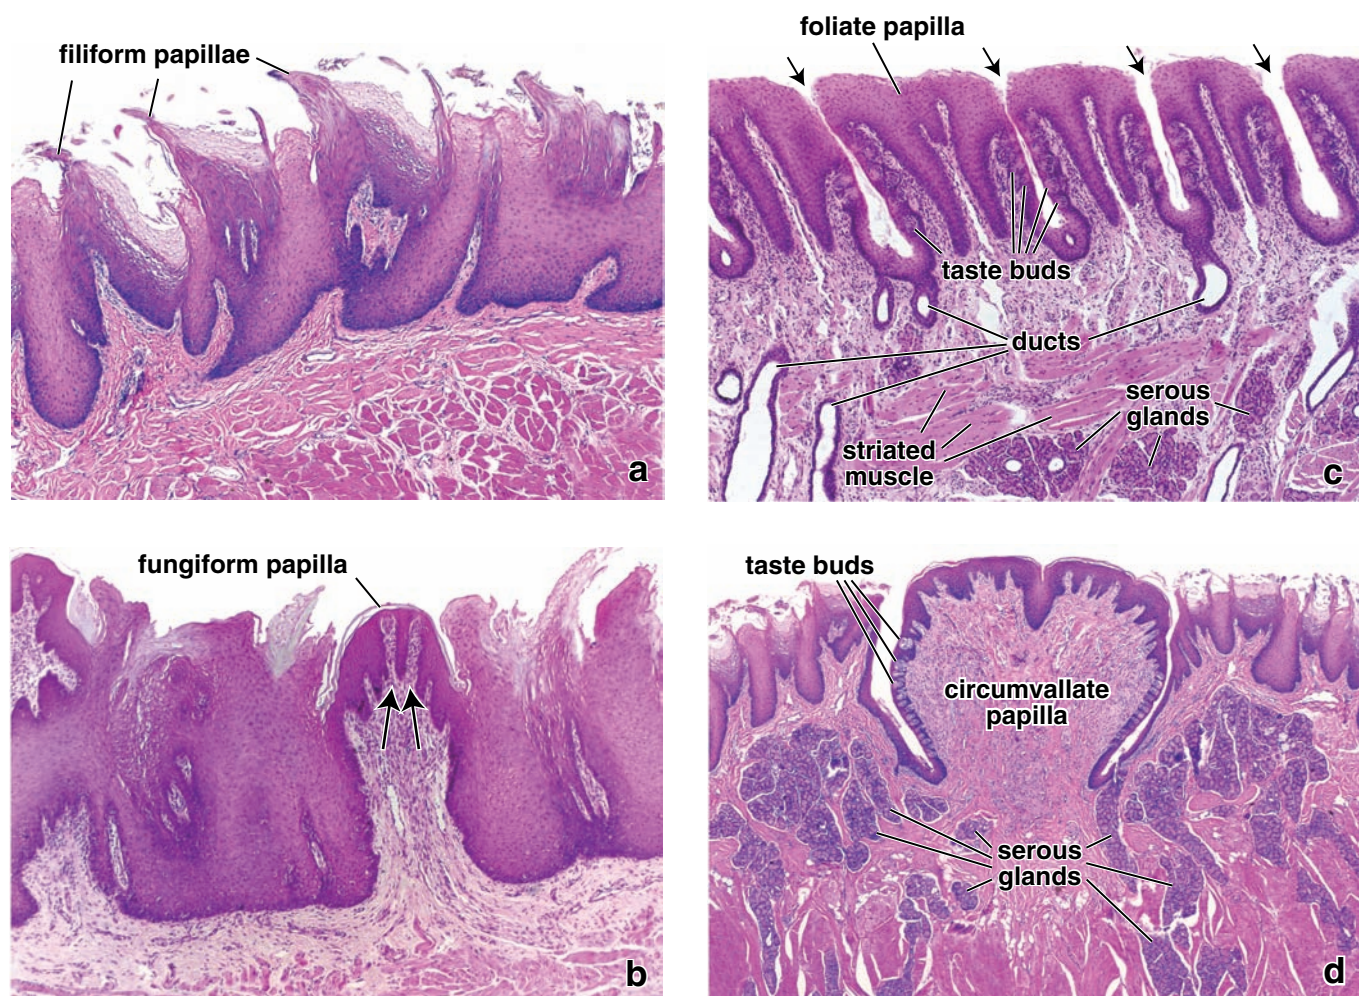 filiform papillae
a
foliate papilla
taste buds
ducts
serous
glands
striated
muscle
c
fungiform papilla
b
taste buds
circumvallate
papilla
serous
glands
d